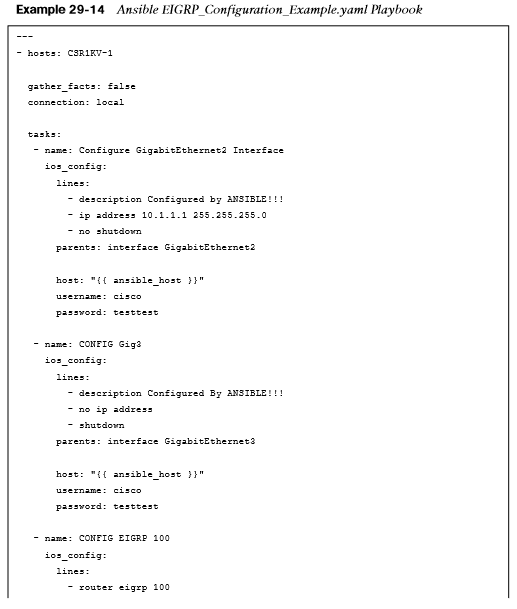 Example 29-14 Ansible EIGRP_Configuration_Example.yaml Playbook
---
- hosts: CSR1KV-1
  gather_facts: false
  connection: local
  tasks:
   - name: Configure GigabitEthernet2 Interface
     ios_config:
       lines:
         - description Configured by ANSIBLE!!!
         - ip address 10.1.1.1 255.255.255.0
         - no shutdown
       parents: interface GigabitEthernet2
       host: "{{ ansible_host }}"
       username: cisco
       password: testtest
   - name: CONFIG Gig3
     ios_config:
       lines:
         - description Configured By ANSIBLE!!!
         - no ip address
         - shutdown
       parents: interface GigabitEthernet3
       host: "{{ ansible_host }}"
       username: cisco
       password: testtest
   - name: CONFIG EIGRP 100
     ios_config:
       lines:
         - router eigrp 100